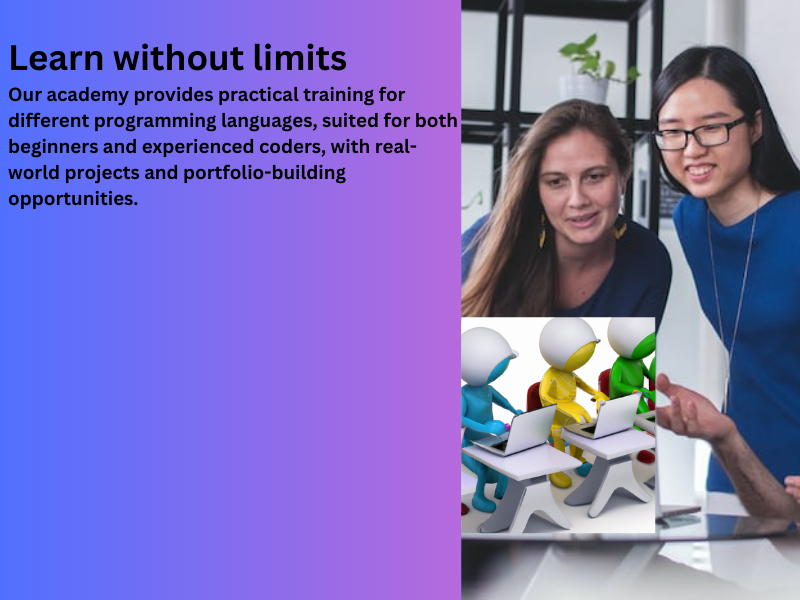 Learn without limits
Our academy provides practical training for
different programming languages, suited for both
beginners and experienced coders, with real-
world projects and portfolio-building
opportunities.